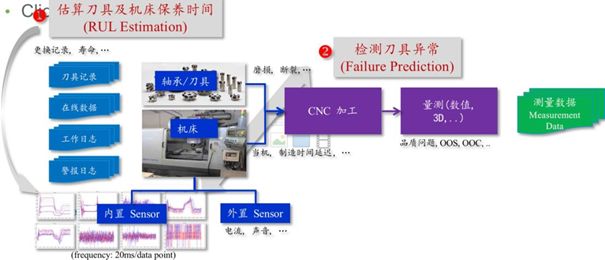 • Clic
1 估算刀具及机床保养时间
(RUL Estimation)
更换记录, 寿命,…
刀具记录
在线数据
工作日志
警报日志
轴承/刀具
机床
磨损, 断裂,…
当机, 制造时间延迟, …
2 检测刀具异常
(Failure Prediction)
CNC 加工
量测(数值,
3D,..)
品质问题, OOS, OOC, ..
测量数据
Measurement
Data
内置 Sensor
外置 Sensor
电流, 声音, …
(frequency: 20ms/data point)